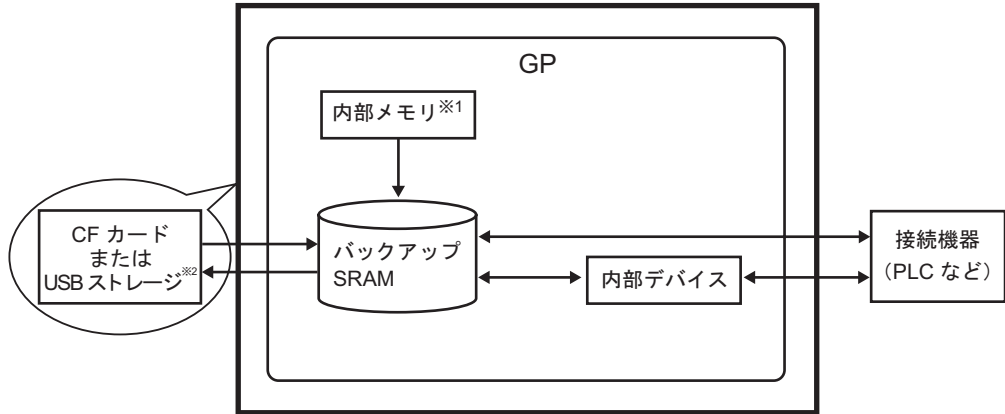 GP
内部メモリ※1
CF カード
または
USB ストレージ※2
バックアップ
SRAM
内部デバイス
接続機器
（PLC など）